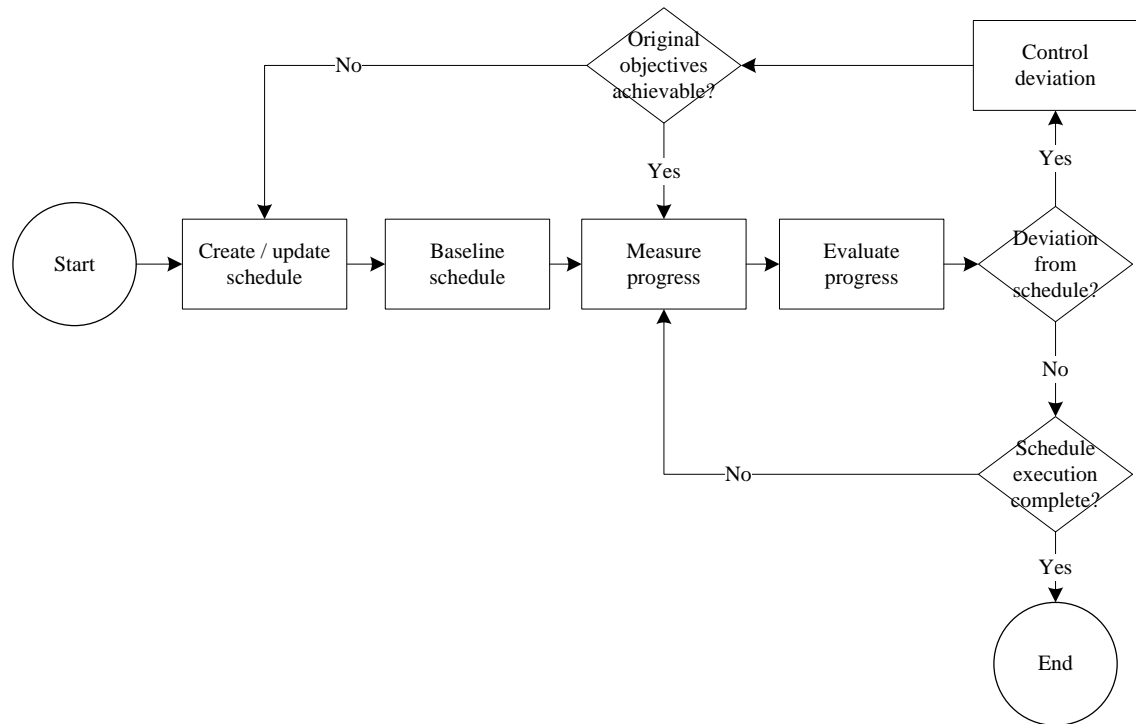 Original
objectives
achievable?
Control
deviation
No
Yes
Yes
Start
Create / update
schedule
Baseline
schedule
Measure
progress
Evaluate
progress
Deviation
from
schedule?
No
Schedule
execution
complete?
No
Yes
End